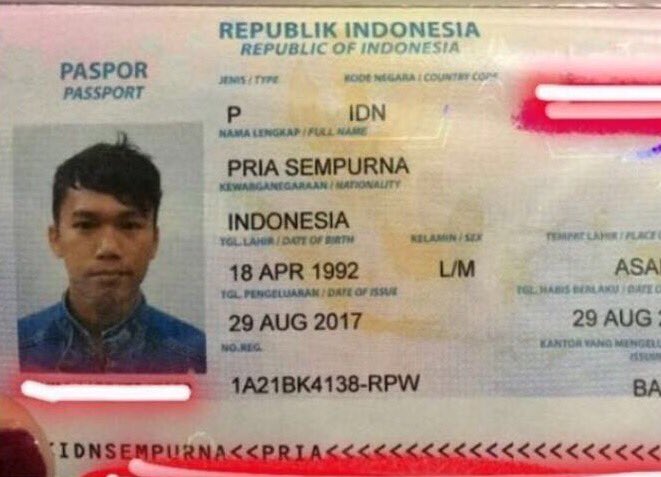 REPUBLIK INDONESIA
REPUBLIC OF INDONESIA
PASPOR
PASSPORT
JENIS / TYPE KODE NEGARA / COUNTRY CODE
P IDN
NAMA LENGKAP / FULL NAME
PRIA SEMPURNA
KEWARGANEGARAAN / NATIONALITY
INDONESIA
TGL. LAHIR / DATE OF BIRTH KELAMIN / SEX TEMPAT LAHIR / PLACE
18 APR 1992 L/M ASA
TGL. PENGELUARAN / DATE OF ISSUE TGL. HABIS BERLAKU / DATE
29 AUG 2017 29 AUG
NO.REG. KANTOR YANG MENGELU
1A21BK4138-RPW BA
IDNSEMPURNA<<PRIA<<<<<<<<<<<<<<<<<<<<